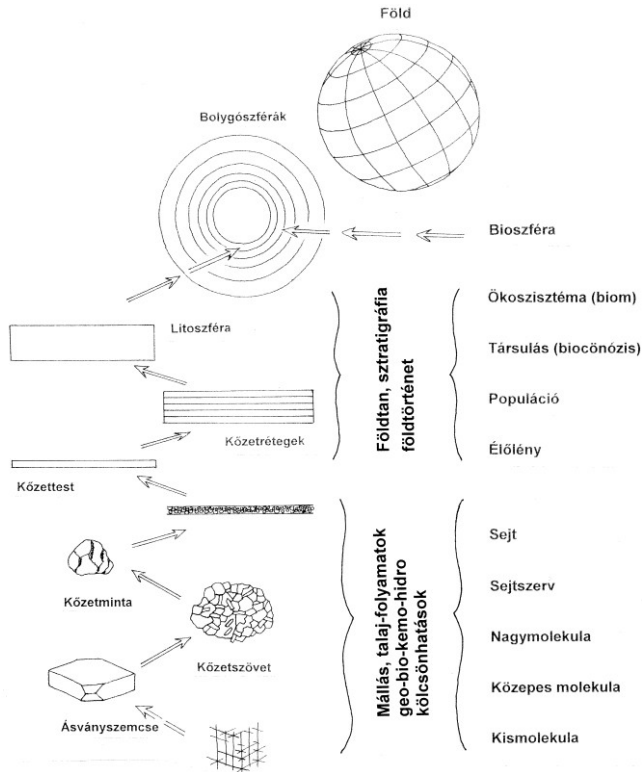 Föld
Bolygószférák
Bioszféra
Ökoszisztéma (biom)
Litoszféra
Társulás (biocönózis)
Populáció
Kőzetrétegek
Élőlény
Kőzettest
Földtan, sztratigráfia
földtörténet
Sejt
Sejtszerv
Kőzetminta
Nagymolekula
Kőzetszövet
Közepes molekula
Ásványszemcse
Kismolekula
Mállás, talaj-folyamatok
geo-bio-kemo-hidro
kölcsönhatások